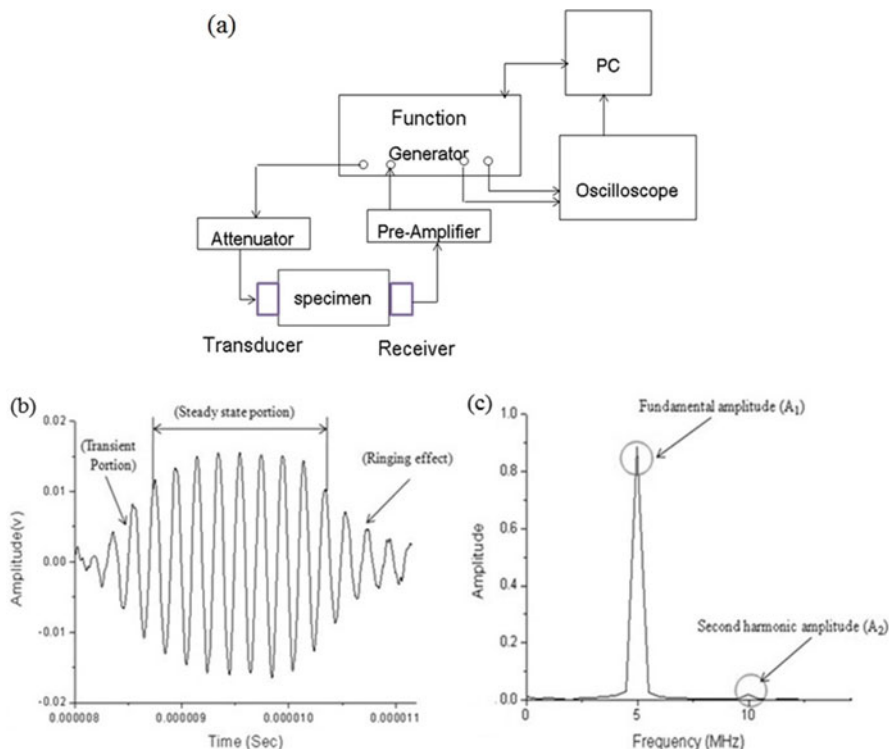 (a)
PC
Function
Generator
Oscilloscope
Attenuator
Pre-Amplifier
specimen
Transducer
Receiver
(b)
(Steady state portion)
(Transient
Portion)
(Ringing effect)
0.02
0.01
0.00
-0.01
-0.02
Amplitude(v)
0.000008
0.000009
0.000010
0.000011
Time (Sec)
(c)
Fundamental amplitude (A₁)
Second harmonic amplitude (A₂)
1.0
0.8
0.6
0.4
0.2
0.0
Amplitude
0
5
10
Frequency (MHz)